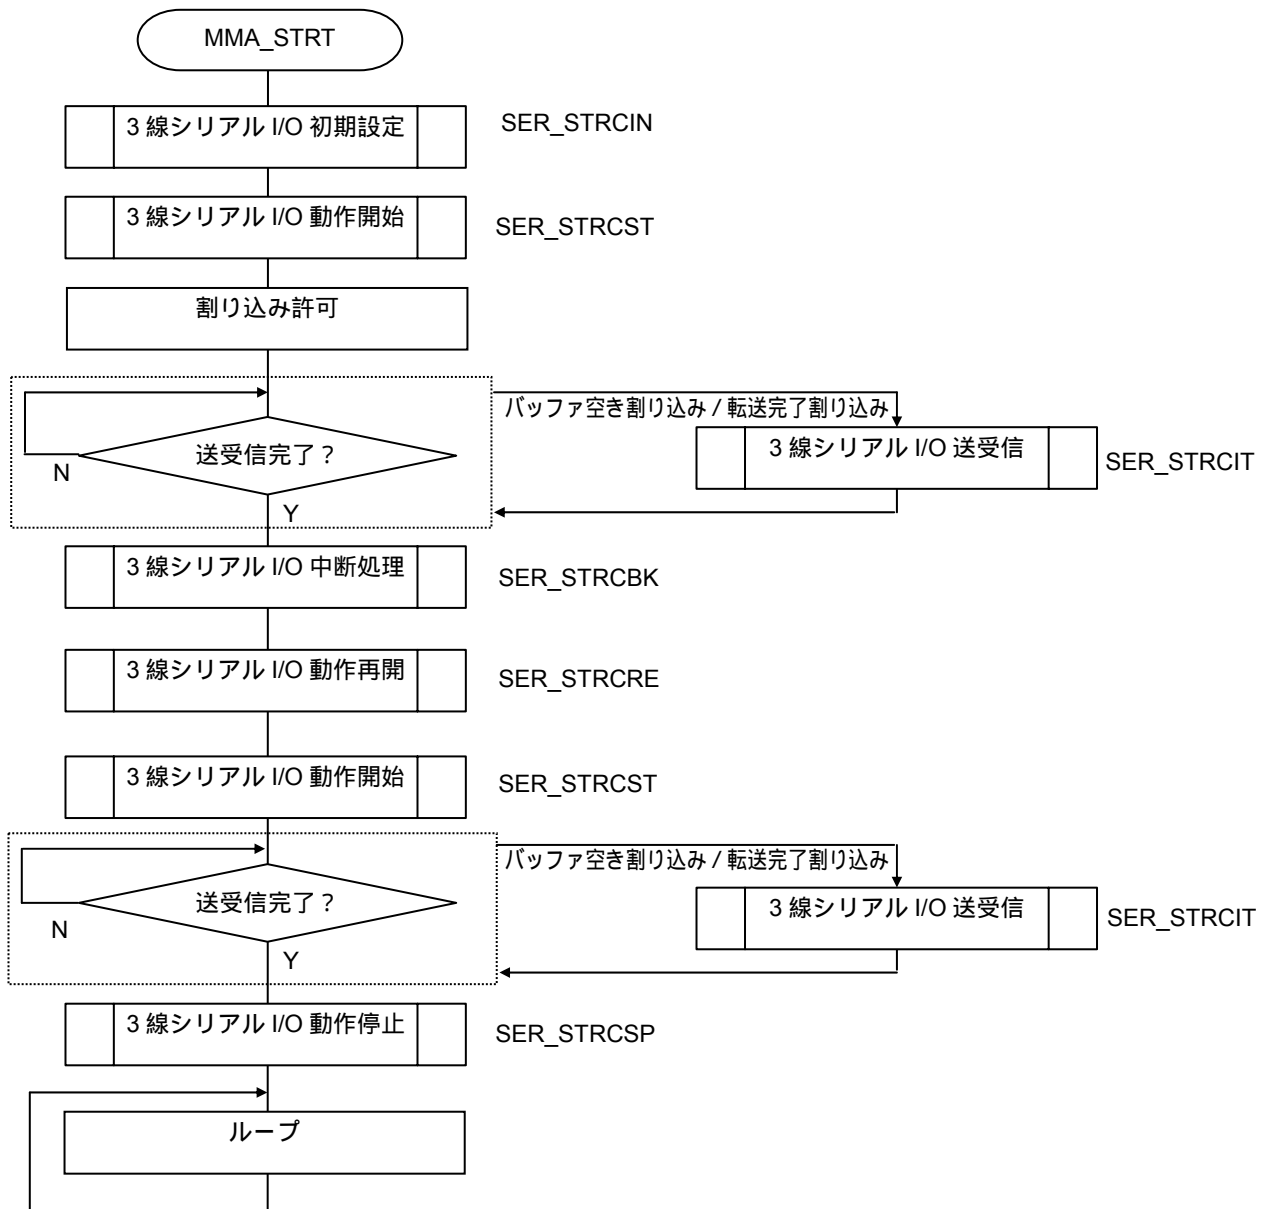 MMA_STRT
3 線シリアル I/O 初期設定
SER_STRCIN
3 線シリアル I/O 動作開始
SER_STRCST
割り込み許可
バッファ空き割り込み / 転送完了割り込み
送受信完了？
N
Y
3 線シリアル I/O 送受信
SER_STRCIT
3 線シリアル I/O 中断処理
SER_STRCBK
3 線シリアル I/O 動作再開
SER_STRCRE
3 線シリアル I/O 動作開始
SER_STRCST
バッファ空き割り込み / 転送完了割り込み
送受信完了？
N
Y
3 線シリアル I/O 送受信
SER_STRCIT
3 線シリアル I/O 動作停止
SER_STRCSP
ループ